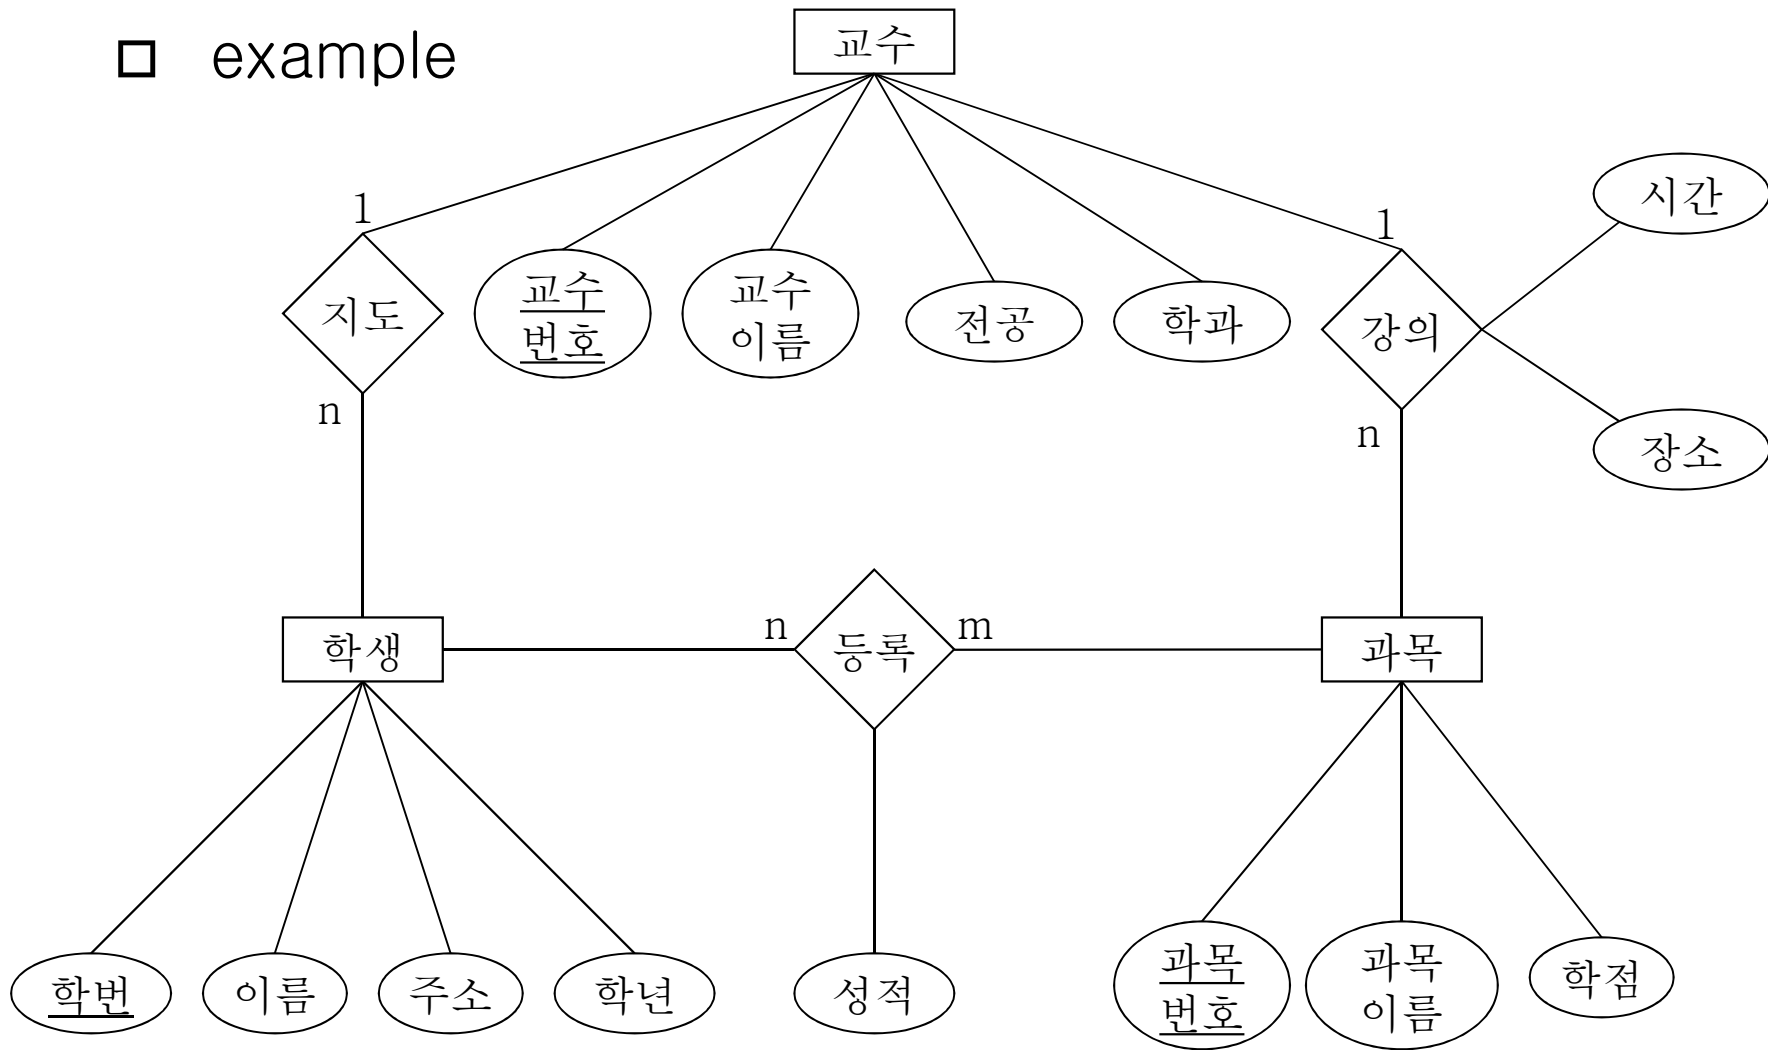 example
교수
1
1
시간
지도
교수
번호
교수
이름
전공
학과
강의
n
n
장소
학생
n
등록
m
과목
학번
이름
주소
학년
성적
과목
번호
과목
이름
학점